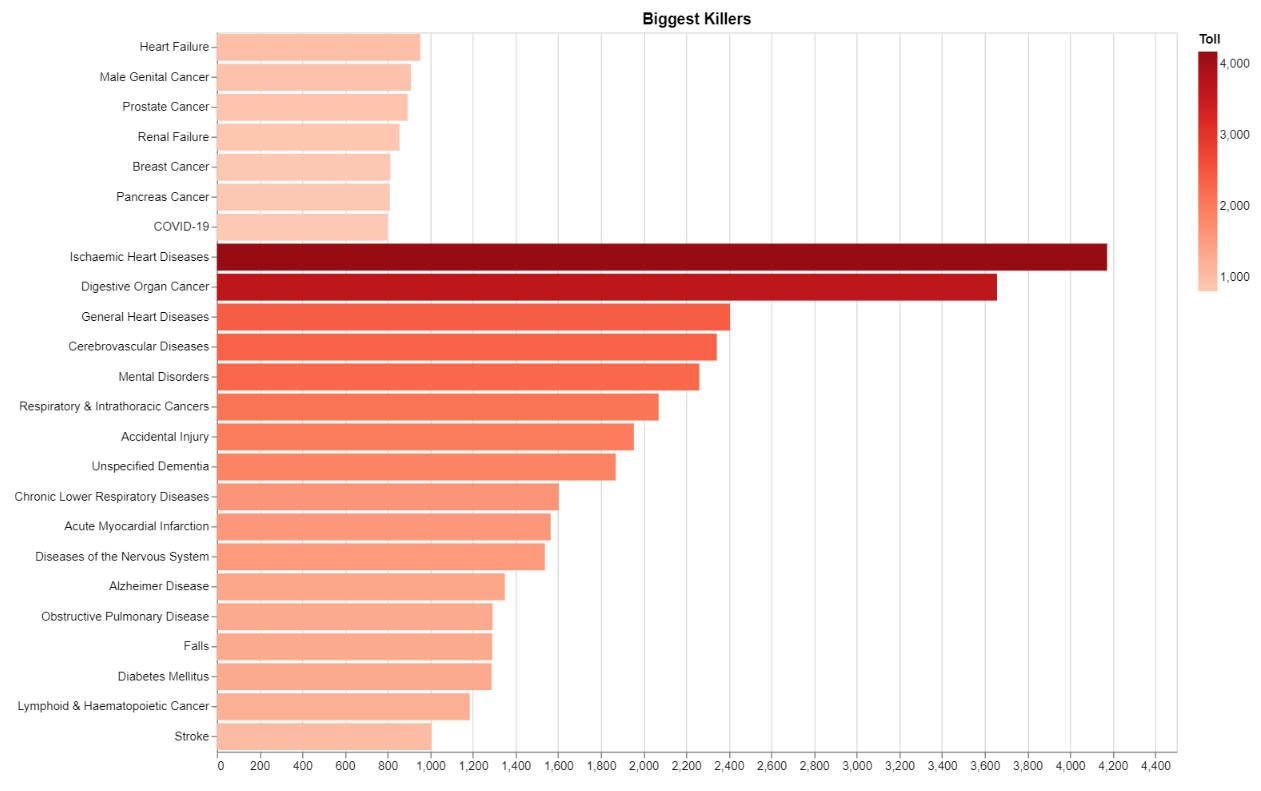 Biggest Killers
Heart Failure
Male Genital Cancer
Prostate Cancer
Renal Failure
Breast Cancer
Pancreas Cancer
COVID-19
Ischaemic Heart Diseases
Digestive Organ Cancer
General Heart Diseases
Cerebrovascular Diseases
Mental Disorders
Respiratory & Intrathoracic Cancers
Accidental Injury
Unspecified Dementia
Chronic Lower Respiratory Diseases
Acute Myocardial Infarction
Diseases of the Nervous System
Alzheimer Disease
Obstructive Pulmonary Disease
Falls
Diabetes Mellitus
Lymphoid & Haematopoietic Cancer
Stroke
0 200 400 600 800 1,000 1,200 1,400 1,600 1,800 2,000 2,200 2,400 2,600 2,800 3,000 3,200 3,400 3,600 3,800 4,000 4,200 4,400
Toll
4,000
3,000
2,000
1,000